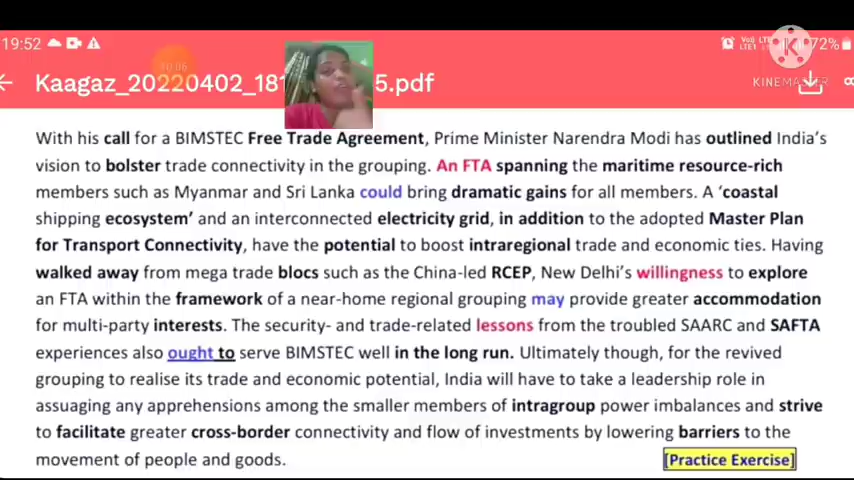 19:52
72%
10:06
K
KINEMASTER
Kaagaz_20220402_181 5.pdf
With his call for a BIMSTEC Free Trade Agreement, Prime Minister Narendra Modi has outlined India's
vision to bolster trade connectivity in the grouping. An FTA spanning the maritime resource-rich
members such as Myanmar and Sri Lanka could bring dramatic gains for all members. A 'coastal
shipping ecosystem' and an interconnected electricity grid, in addition to the adopted Master Plan
for Transport Connectivity, have the potential to boost intraregional trade and economic ties. Having
walked away from mega trade blocs such as the China-led RCEP, New Delhi's willingness to explore
an FTA within the framework of a near-home regional grouping may provide greater accommodation
for multi-party interests. The security- and trade-related lessons from the troubled SAARC and SAFTA
experiences also ought to serve BIMSTEC well in the long run. Ultimately though, for the revived
grouping to realise its trade and economic potential, India will have to take a leadership role in
assuaging any apprehensions among the smaller members of intragroup power imbalances and strive
to facilitate greater cross-border connectivity and flow of investments by lowering barriers to the
movement of people and goods.
[Practice Exercise]